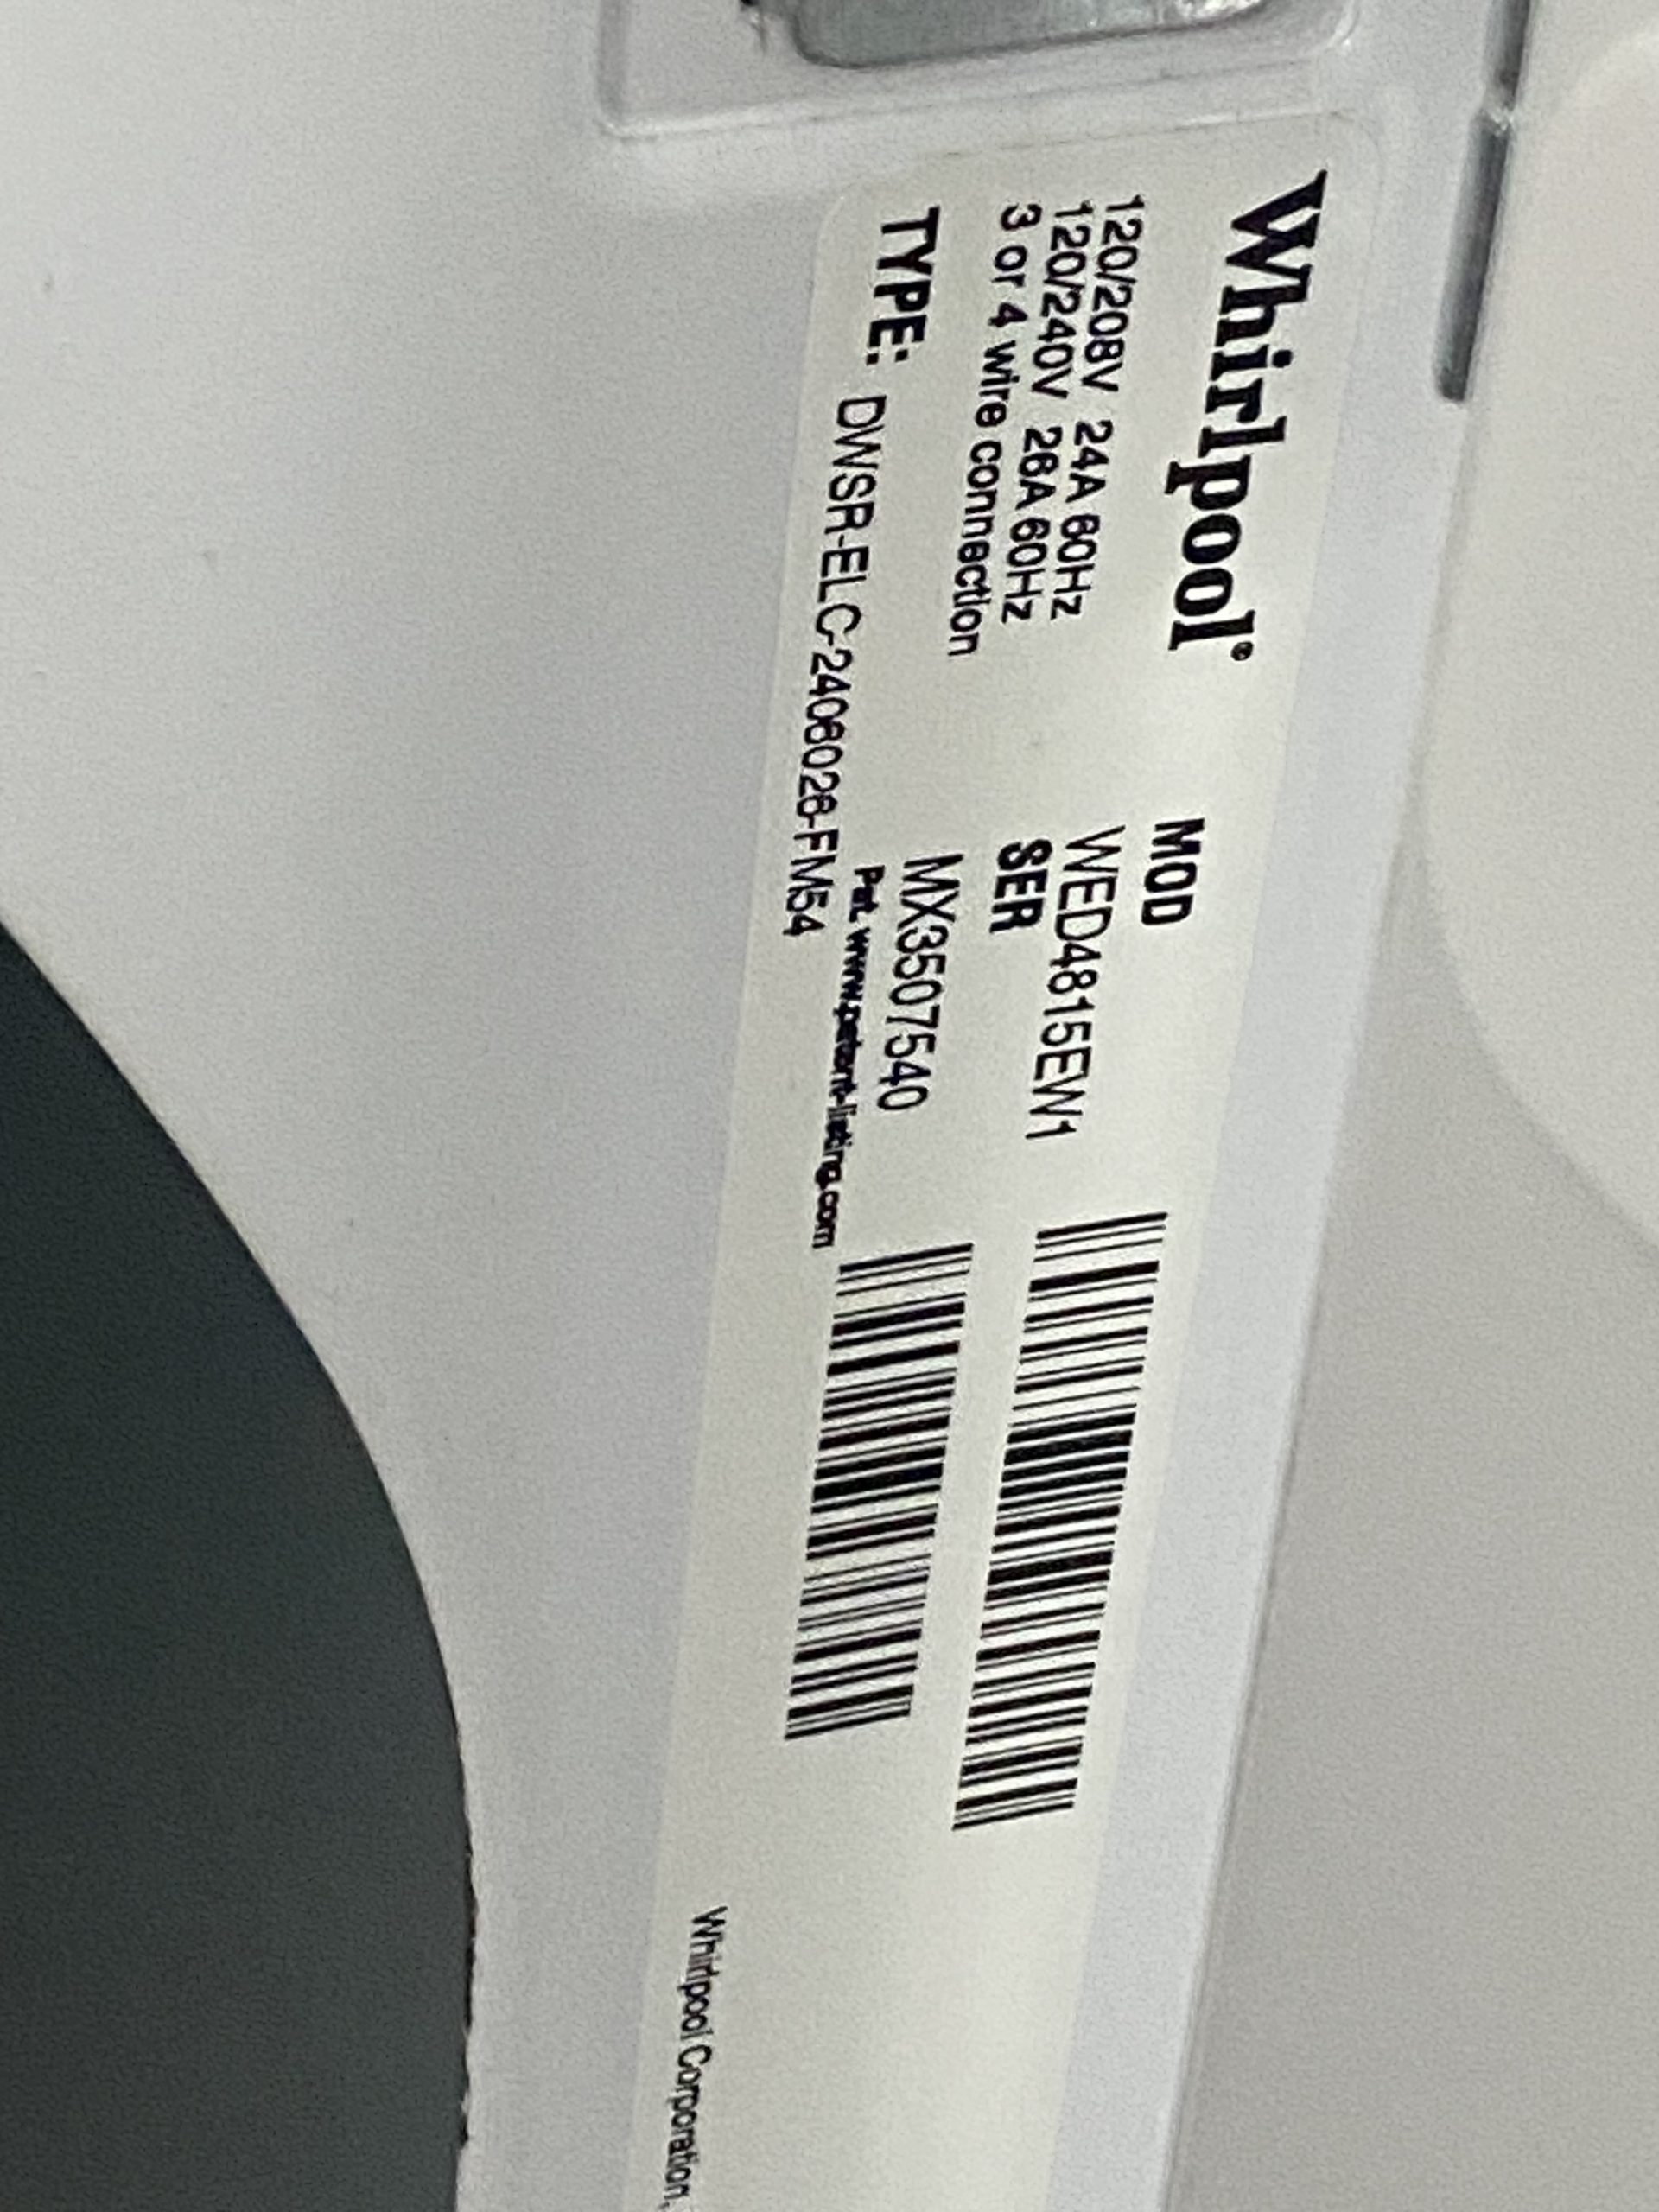 Whirlpool®
120/208V 24A 60Hz
120/240V 26A 60Hz
3 or 4 wire connection
TYPE: DWSR-ELC-2406026-FM54
MOD
WED4815EW1
SER
MX3507540
Pat. www.patent-listing.com
Whirlpool Corporation,